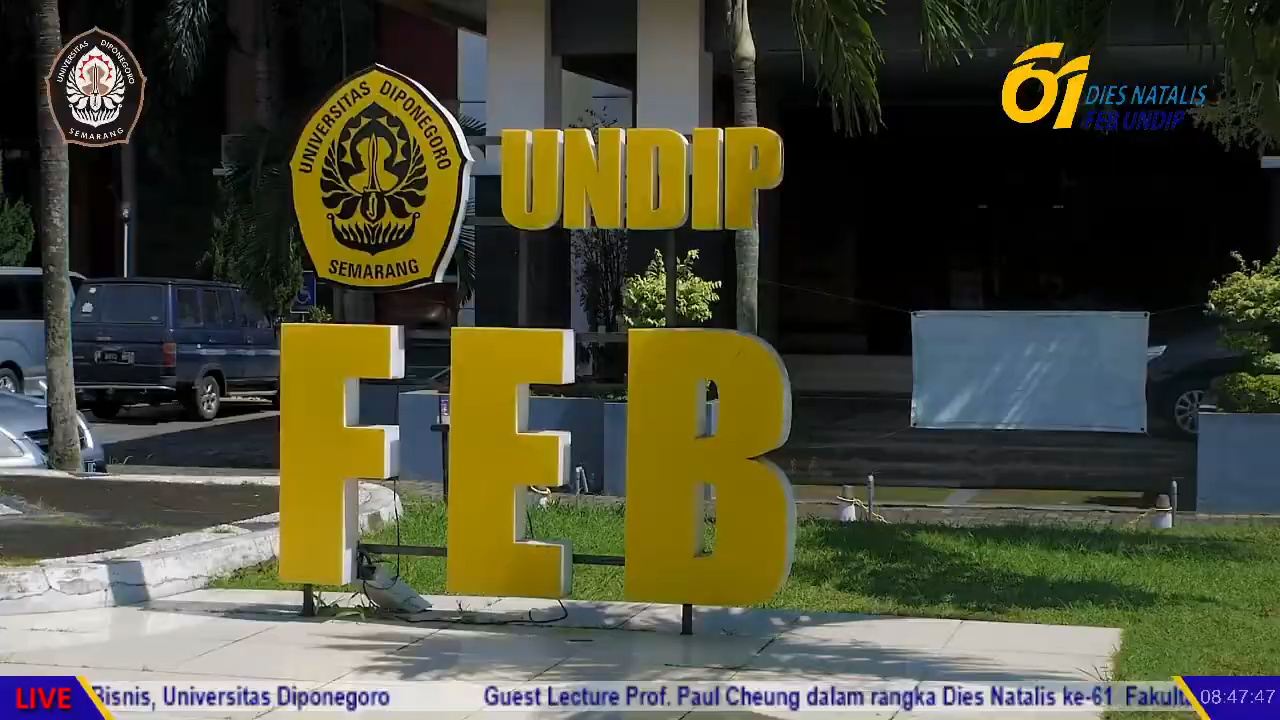 UNIVERSITAS DIPONEGORO
SEMARANG
61 DIES NATALIS
FEB UNDIP
UNIVERSITAS DIPONEGORO
SEMARANG
UNDIP
FEB
LIVE
Bisnis, Universitas Diponegoro Guest Lecture Prof. Paul Cheung dalam rangka Dies Natalis ke-61 Fakult
08:47:47